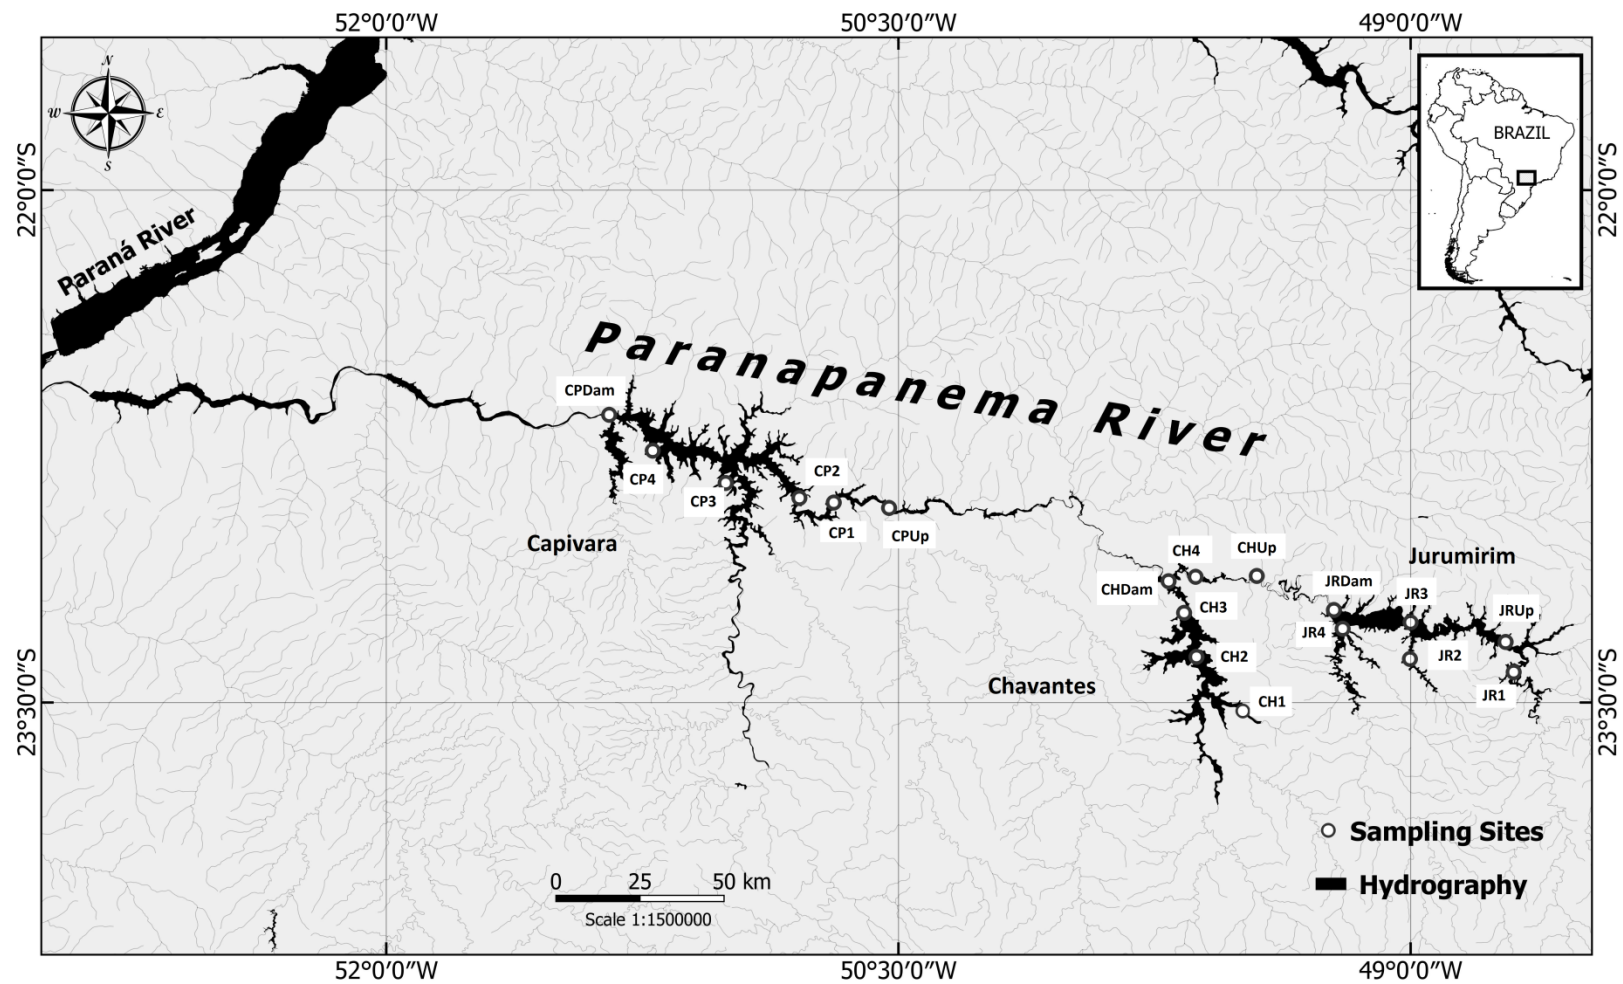 52°0′0″W
50°30′0″W
49°0′0″W
N
W
E
S
BRAZIL
22°0′0″S
22°0′0″S
Paraná River
Paranapanema River
CPDam
CP4
CP3
CP2
CP1
CPUp
Capivara
CH4
CHUp
CHDam
CH3
CH2
CH1
Chavantes
Jurumirim
JRDam
JR3
JRUp
JR4
JR2
JR1
23°30′0″S
23°30′0″S
0 25 50 km
Scale 1:1500000
Sampling Sites
Hydrography
52°0′0″W
50°30′0″W
49°0′0″W